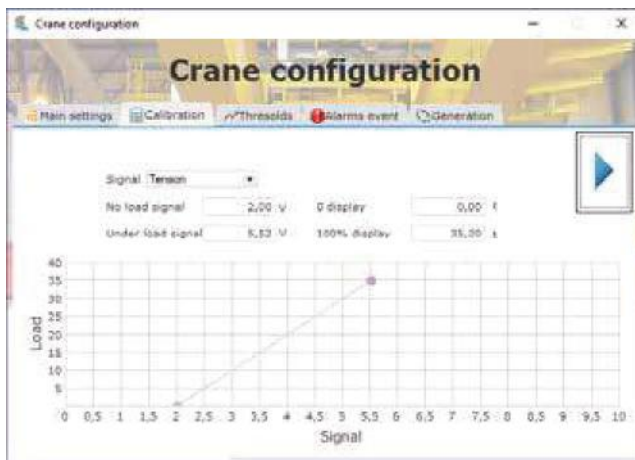 Crane configuration
Crane configuration
Main settings Calibration Thresolds Alarms event Generation
Signal Tension
No load signal 2,00 V 0 display 0,00 t
Under load signal 5,52 V 100% display 35,00 t
40
35
30
25
20
15
10
5
Load
0 0,5 1 1,5 2 2,5 3 3,5 4 4,5 5 5,5 6 6,5 7 7,5 8 8,5 9 9,5 10
Signal